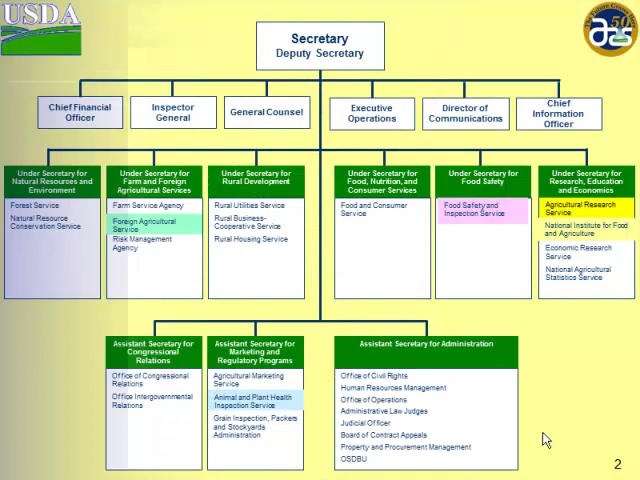 USDA
The Future Grows Here
50
ars
Secretary
Deputy Secretary
Chief Financial
Officer
Inspector
General
General Counsel
Executive
Operations
Director of
Communications
Chief
Information
Officer
Under Secretary for
Natural Resources and
Environment
Forest Service
Natural Resource
Conservation Service
Under Secretary for
Farm and Foreign
Agricultural Services
Farm Service Agency
Foreign Agricultural
Service
Risk Management
Agency
Under Secretary for
Rural Development
Rural Utilities Service
Rural Business-
Cooperative Service
Rural Housing Service
Under Secretary for
Food, Nutrition, and
Consumer Services
Food and Consumer
Service
Under Secretary for
Food Safety
Food Safety and
Inspection Service
Under Secretary for
Research, Education
and Economics
Agricultural Research
Service
National Institute for Food
and Agriculture
Economic Research
Service
National Agricultural
Statistics Service
Assistant Secretary for
Congressional
Relations
Office of Congressional
Relations
Office Intergovernmental
Relations
Assistant Secretary for
Marketing and
Regulatory Programs
Agricultural Marketing
Service
Animal and Plant Health
Inspection Service
Grain Inspection, Packers
and Stockyards
Administration
Assistant Secretary for Administration
Office of Civil Rights
Human Resources Management
Office of Operations
Administrative Law Judges
Judicial Officer
Board of Contract Appeals
Property and Procurement Management
OSDBU
2